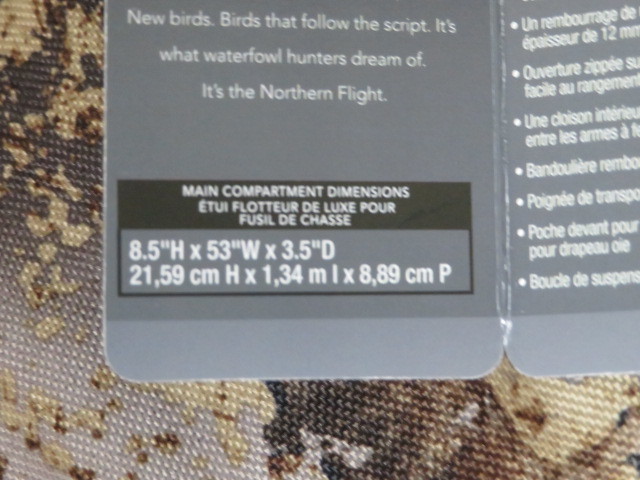 New birds. Birds that follow the script. It's
what waterfowl hunters dream of.
It's the Northern Flight.
MAIN COMPARTMENT DIMENSIONS
ÉTUI FLOTTEUR DE LUXE POUR
FUSIL DE CHASSE
8.5"H x 53"W x 3.5"D
21,59 cm H x 1,34 m l x 8,89 cm P
• Un rembourrage de
épaisseur de 12 mm
• Ouverture zippée su
facile au rangemen
• Une cloison intérieu
entre les armes à
• Bandoulière rembo
• Poignée de transp
• Poche devant pour
pour drapeau oie
• Boucle de suspens